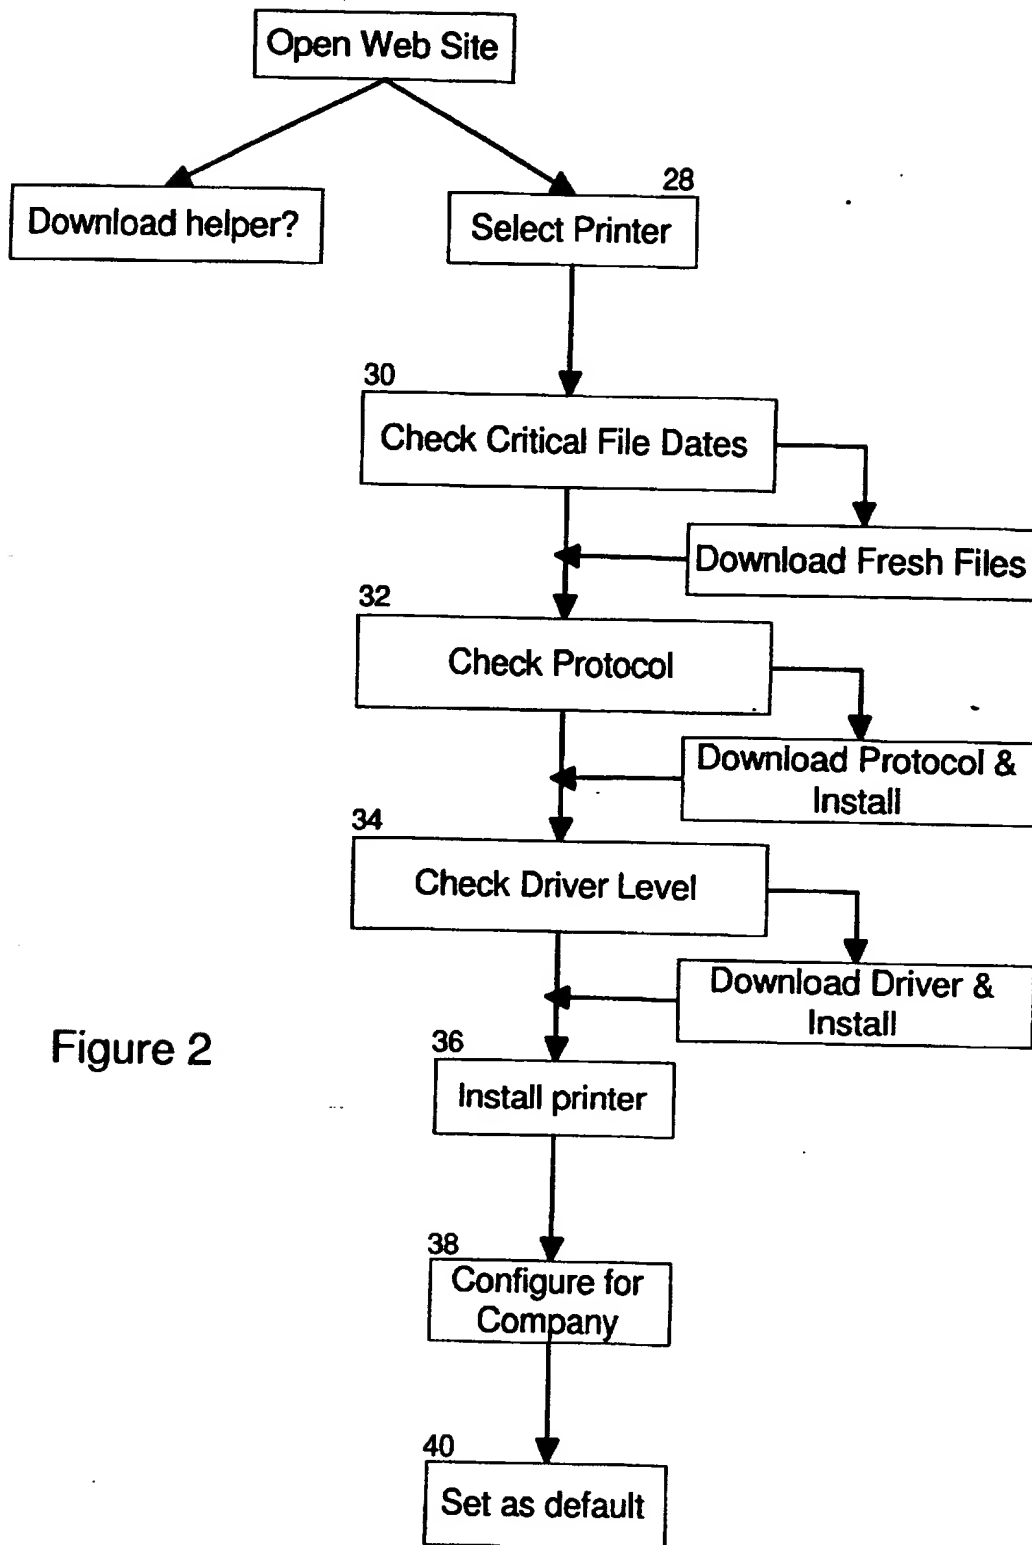 Open Web Site
Download helper?
28
Select Printer
30
Check Critical File Dates
Download Fresh Files
32
Check Protocol
Download Protocol &
Install
34
Check Driver Level
Download Driver &
Install
Figure 2
36
Install printer
38
Configure for
Company
40
Set as default